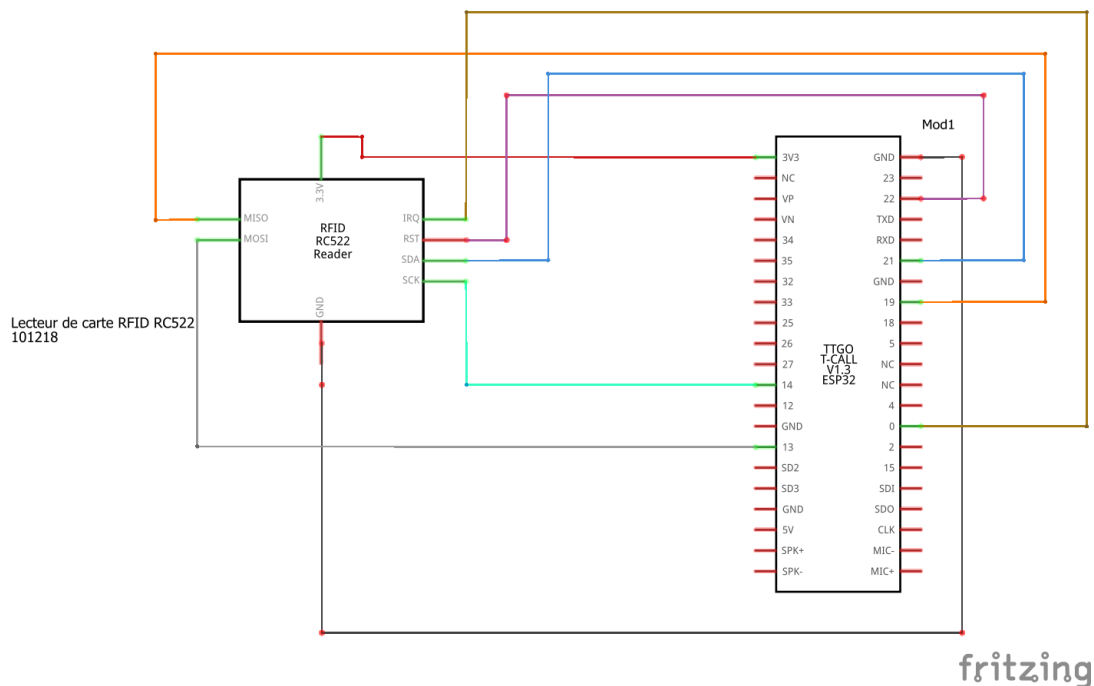 Mod1
3.3V
MISO
MOSI
RFID
RC522
Reader
IRQ
RST
SDA
SCK
GND
Lecteur de carte RFID RC522
101218
3V3
NC
VP
VN
34
35
32
33
25
26
27
14
12
GND
13
SD2
SD3
GND
5V
SPK+
SPK-
TTGO
T-CALL
V1.3
ESP32
GND
23
22
TXD
RXD
21
GND
19
18
5
NC
NC
4
0
2
15
SDI
SDO
CLK
MIC-
MIC+
fritzing